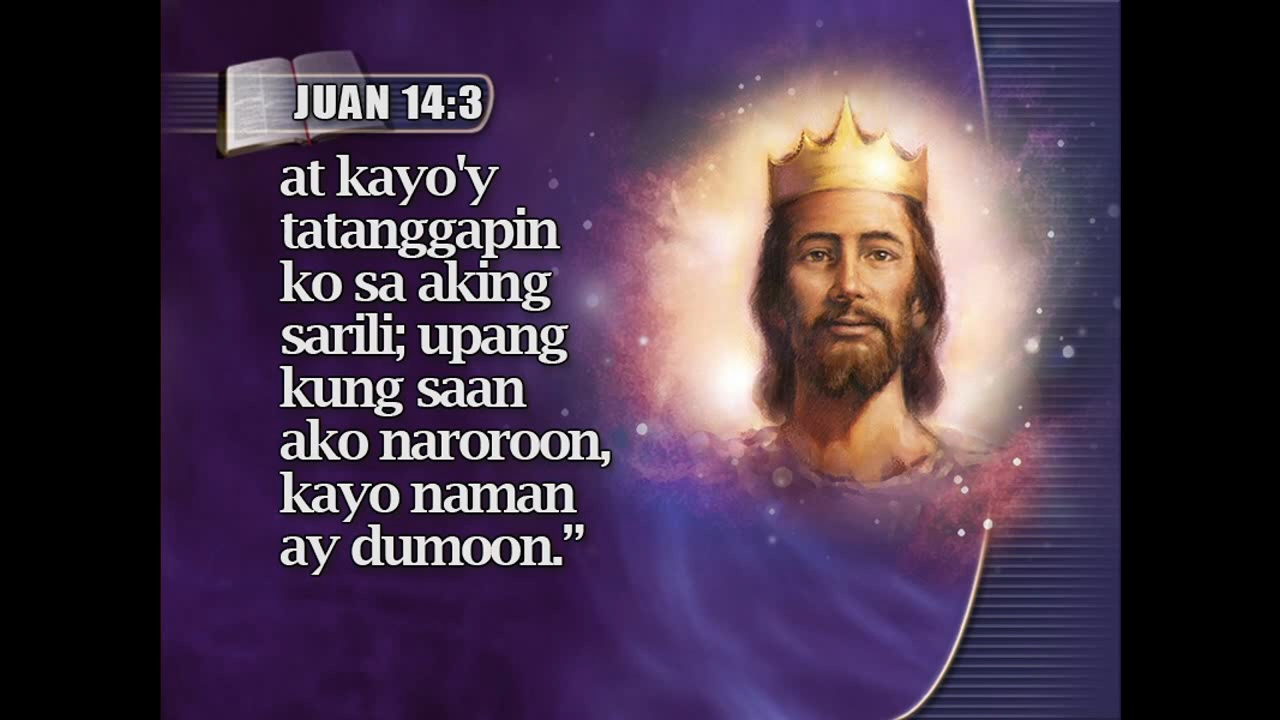 JUAN 14:3
at kayo'y
tatanggapin
ko sa aking
sarili; upang
kung saan
ako naroroon,
kayo naman
ay dumoon.”